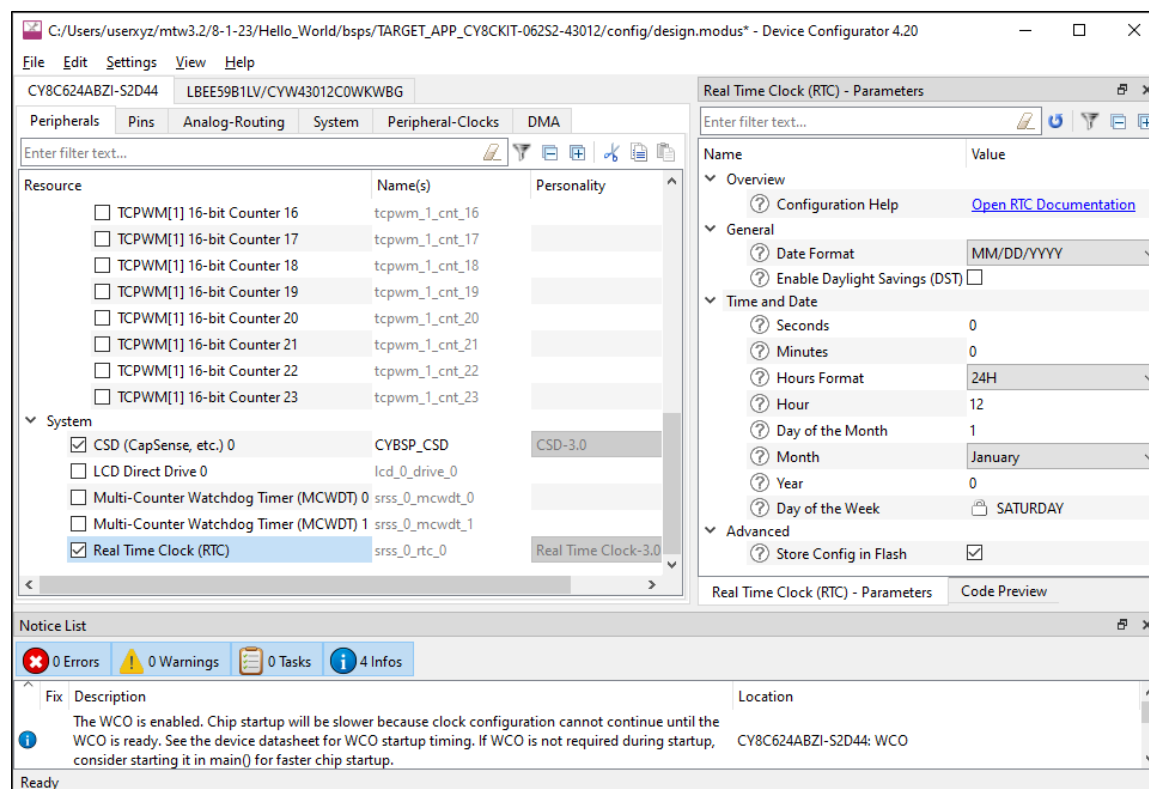 C:/Users/userxyz/mtw3.2/8-1-23/Hello_World/bsps/TARGET_APP_CY8CKIT-062S2-43012/config/design.modus* - Device Configurator 4.20
File Edit Settings View Help
CY8C624ABZI-S2D44 LBEE59B1LV/CYW43012C0WKWBG
Peripherals Pins Analog-Routing System Peripheral-Clocks DMA
Enter filter text...
Resource Name(s) Personality
TCPWM[1] 16-bit Counter 16 tcpwm_1_cnt_16
TCPWM[1] 16-bit Counter 17 tcpwm_1_cnt_17
TCPWM[1] 16-bit Counter 18 tcpwm_1_cnt_18
TCPWM[1] 16-bit Counter 19 tcpwm_1_cnt_19
TCPWM[1] 16-bit Counter 20 tcpwm_1_cnt_20
TCPWM[1] 16-bit Counter 21 tcpwm_1_cnt_21
TCPWM[1] 16-bit Counter 22 tcpwm_1_cnt_22
TCPWM[1] 16-bit Counter 23 tcpwm_1_cnt_23
System
CSD (CapSense, etc.) 0 CYBSP_CSD CSD-3.0
LCD Direct Drive 0 lcd_0_drive_0
Multi-Counter Watchdog Timer (MCWDT) 0 srss_0_mcwdt_0
Multi-Counter Watchdog Timer (MCWDT) 1 srss_0_mcwdt_1
Real Time Clock (RTC) srss_0_rtc_0 Real Time Clock-3.0
Real Time Clock (RTC) - Parameters
Enter filter text...
Name Value
Overview
Configuration Help Open RTC Documentation
General
Date Format MM/DD/YYYY
Enable Daylight Savings (DST)
Time and Date
Seconds 0
Minutes 0
Hours Format 24H
Hour 12
Day of the Month 1
Month January
Year 0
Day of the Week SATURDAY
Advanced
Store Config in Flash
Real Time Clock (RTC) - Parameters Code Preview
Notice List
0 Errors 0 Warnings 0 Tasks 4 Infos
Fix Description Location
The WCO is enabled. Chip startup will be slower because clock configuration cannot continue until the
WCO is ready. See the device datasheet for WCO startup timing. If WCO is not required during startup, CY8C624ABZI-S2D44: WCO
consider starting it in main() for faster chip startup.
Ready